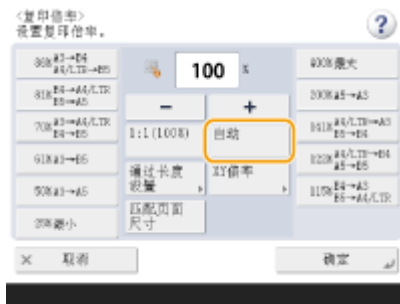 <复印倍率>
设置复印倍率。
?
86% A3→B4
A4/LTR→B5
100 %
400% 最大
81% B4→A4/LTR
B5→A5
－ +
200% A5→A3
70% A3→A4/LTR
B4→B5
1:1(100%)
自动
141% A4/LTR→A3
B5→B4
61% A3→B5
122% A4/LTR→B4
通过长度
设置
XY倍率
50% A3→A5
115% B4→A3
B5→A4/LTR
匹配页面
尺寸
25% 最小
× 取消
确定